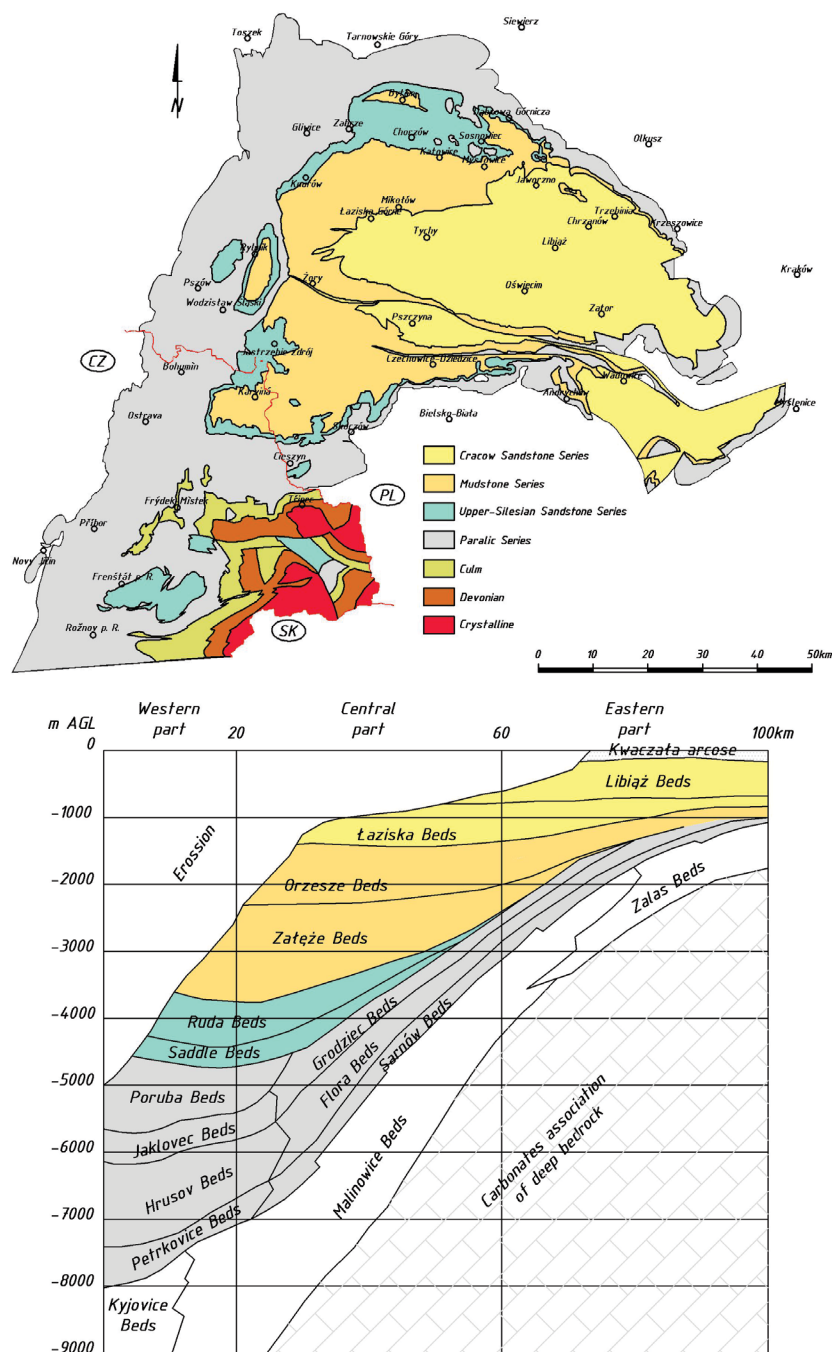 Siewierz
Toszek
Tarnowskie Góry
N
Bytom
Dąbrowa Górnicza
Gliwice
Zabrze
Chorzów
Sosnowiec
Olkusz
Katowice
Mysłowice
Knurów
Jaworzno
Mikołów
Łaziska Górne
Trzebinia
Chrzanów
Krzeszowice
Tychy
Libiąż
Rybnik
Kraków
Żory
Pszów
Oświęcim
Wodzisław Śląski
Zator
Pszczyna
Jastrzębie Zdrój
CZ
Bohumin
Czechowice-Dziedzice
Wadowice
Karviná
Andrychów
Myślenice
Ostrava
Bielsko-Biała
Skoczów
Cieszyn
PL
Frýdek Místek
Třinec
Příbor
Novy Jičín
Frenštát p. R.
Rožnov p. R.
SK
Cracow Sandstone Series
Mudstone Series
Upper-Silesian Sandstone Series
Paralic Series
Culm
Devonian
Crystalline
0 10 20 30 40 50km
m AGL
Western part
Central part
Eastern part
0
20
60
100km
Kwaczała arcose
Libiąż Beds
-1000
Łaziska Beds
Erossion
Orzesze Beds
-2000
Zalas Beds
Załęże Beds
-3000
-4000
Ruda Beds
Saddle Beds
Grodziec Beds
Flora Beds
Sarnów Beds
-5000
Poruba Beds
Jaklovec Beds
-6000
Hrusov Beds
Malinowice Beds
Carbonates association
of deep bedrock
-7000
Petrkovice Beds
-8000
Kyjovice
Beds
-9000